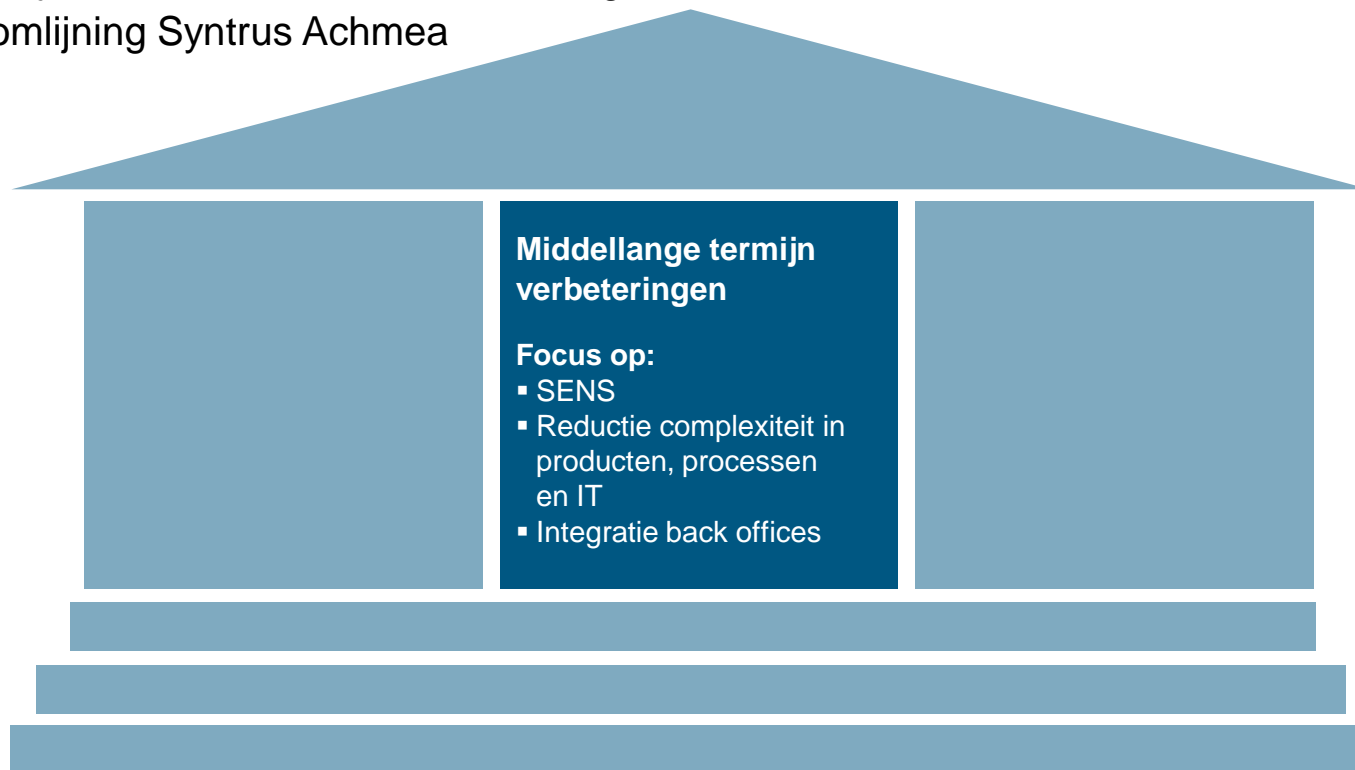 omlijning Syntrus Achmea
Middellange termijn
verbeteringen
Focus op:
▪ SENS
▪ Reductie complexiteit in
producten, processen
en IT
▪ Integratie back offices